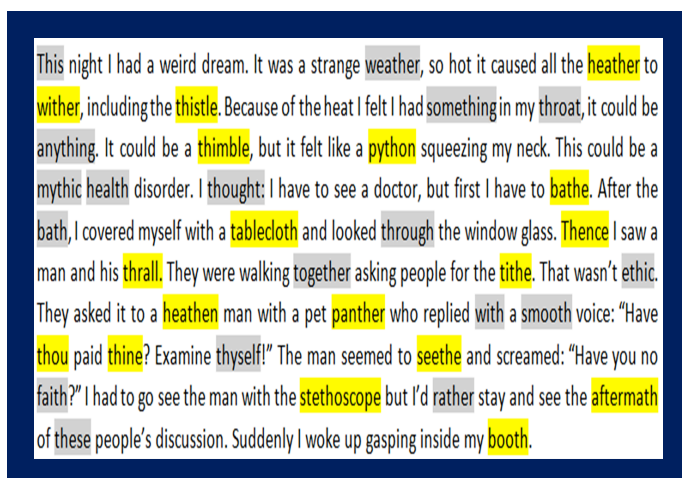 This night I had a weird dream. It was a strange weather, so hot it caused all the heather to
wither, including the thistle. Because of the heat I felt I had something in my throat, it could be
anything. It could be a thimble, but it felt like a python squeezing my neck. This could be a
mythic health disorder. I thought: I have to see a doctor, but first I have to bathe. After the
bath, I covered myself with a tablecloth and looked through the window glass. Thence I saw a
man and his thrall. They were walking together asking people for the tithe. That wasn't ethic.
They asked it to a heathen man with a pet panther who replied with a smooth voice: “Have
thou paid thine? Examine thyself!” The man seemed to seethe and screamed: “Have you no
faith?” I had to go see the man with the stethoscope but I'd rather stay and see the aftermath
of these people's discussion. Suddenly I woke up gasping inside my booth.